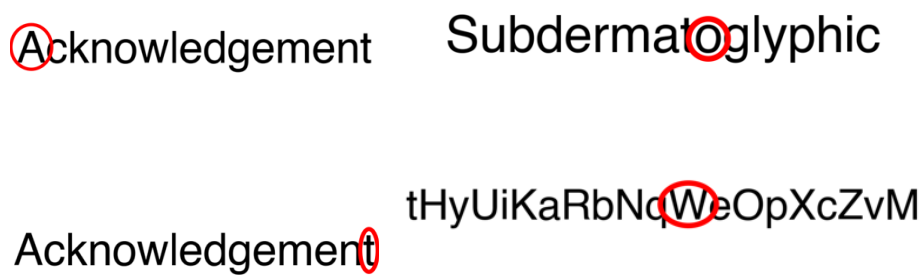 Acknowledgement
Subdermatoglyphic
Acknowledgement
tHyUiKaRbNqWeOpXcZvM